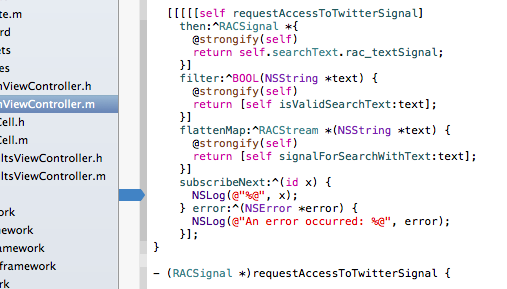 te.m
rd
ets
es
nViewController.h
nViewController.m
Cell.h
Cell.m
ltsViewController.h
ltsViewController.m
ork
ework
amework
framework
rk
[[[[[self requestAccessToTwitterSignal]
then:^RACSignal *{
@strongify(self)
return self.searchText.rac_textSignal;
}]
filter:^BOOL(NSString *text) {
@strongify(self)
return [self isValidSearchText:text];
}]
flattenMap:^RACStream *(NSString *text) {
@strongify(self)
return [self signalForSearchWithText:text];
}]
subscribeNext:^(id x) {
NSLog(@"%@", x);
} error:^(NSError *error) {
NSLog(@"An error occurred: %@", error);
}];
}
- (RACSignal *)requestAccessToTwitterSignal {